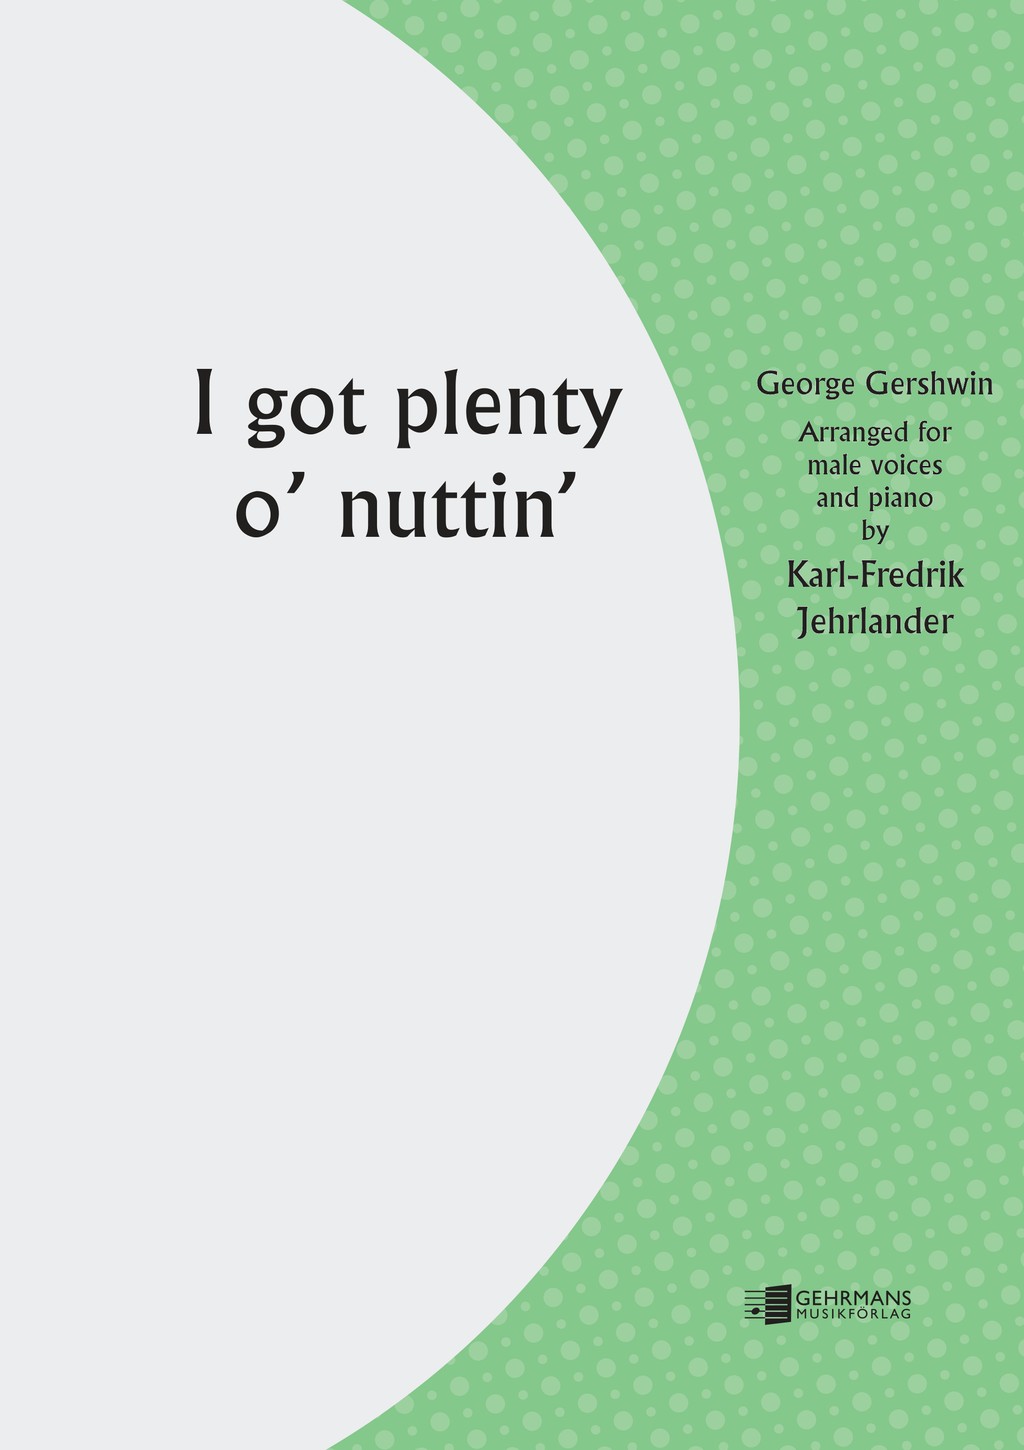 I got plenty
o’ nuttin’
George Gershwin
Arranged for
male voices
and piano
by
Karl-Fredrik
Jehrlander
GEHRMANS
MUSIKFÖRLAG